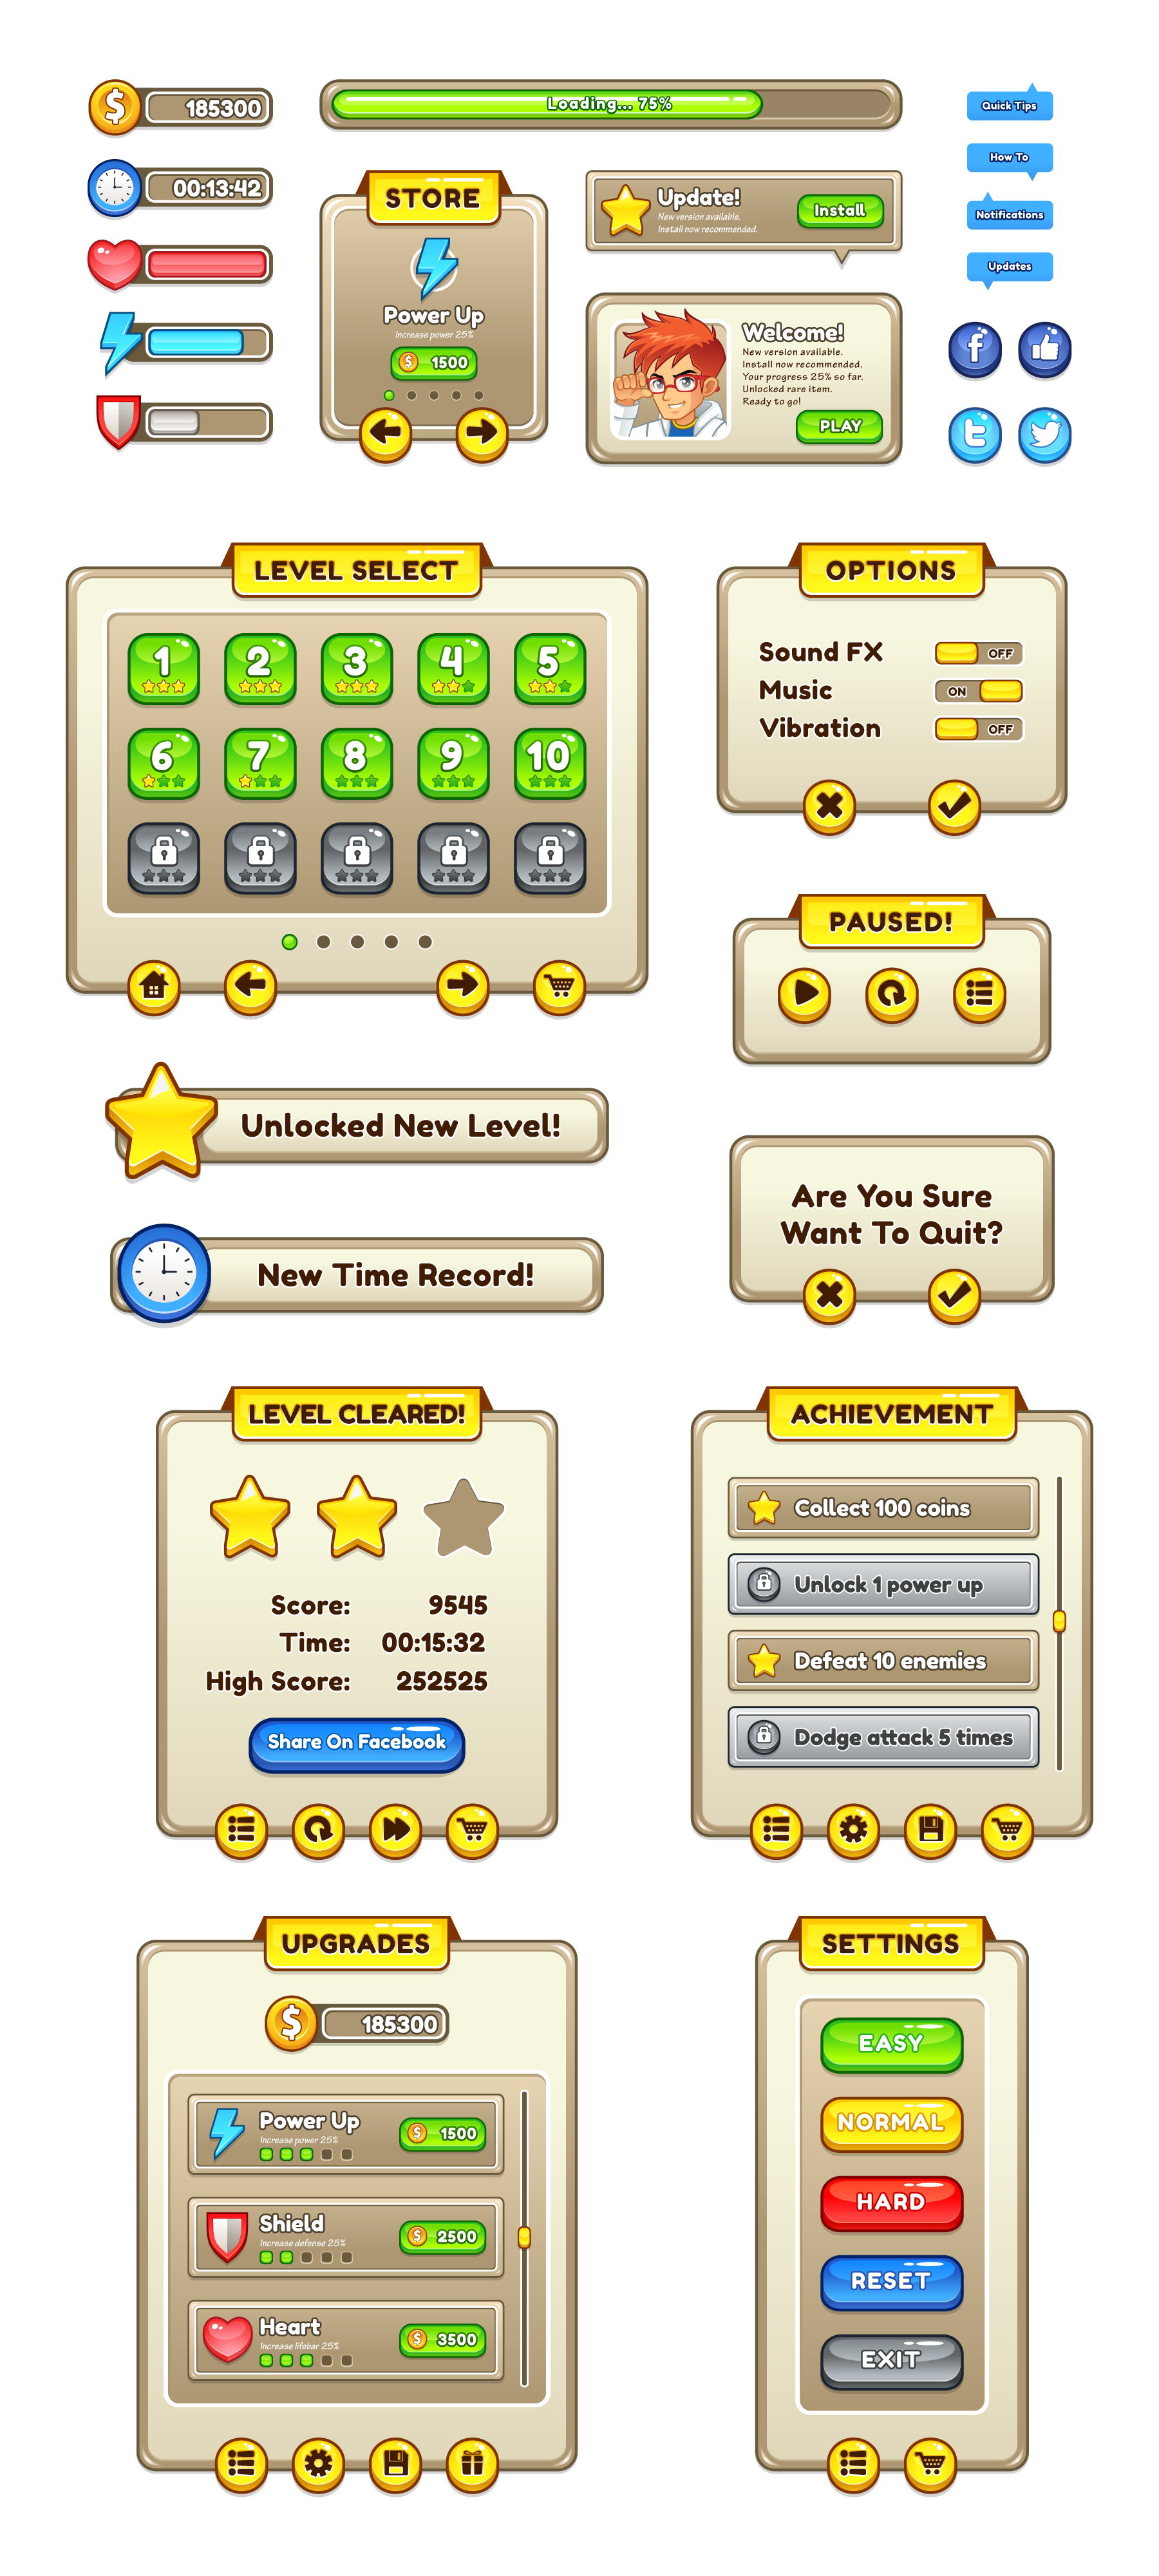 185300
Loading... 75%
Quick Tips
How To
00:13:42
STORE
Update!
New version available.
Install now recommended.
Install
Notifications
Updates
Power Up
Increase power 25%
1500
Welcome!
New version available.
Install now recommended.
Your progress 25% so far.
Unlocked rare item.
Ready to go!
PLAY
f
t
LEVEL SELECT
1 2 3 4 5
6 7 8 9 10
OPTIONS
Sound FX OFF
Music ON
Vibration OFF
PAUSED!
Unlocked New Level!
New Time Record!
Are You Sure
Want To Quit?
LEVEL CLEARED!
Score: 9545
Time: 00:15:32
High Score: 252525
Share On Facebook
ACHIEVEMENT
Collect 100 coins
Unlock 1 power up
Defeat 10 enemies
Dodge attack 5 times
UPGRADES
185300
Power Up
Increase power 25%
1500
Shield
Increase defense 25%
2500
Heart
Increase lifebar 25%
3500
SETTINGS
EASY
NORMAL
HARD
RESET
EXIT